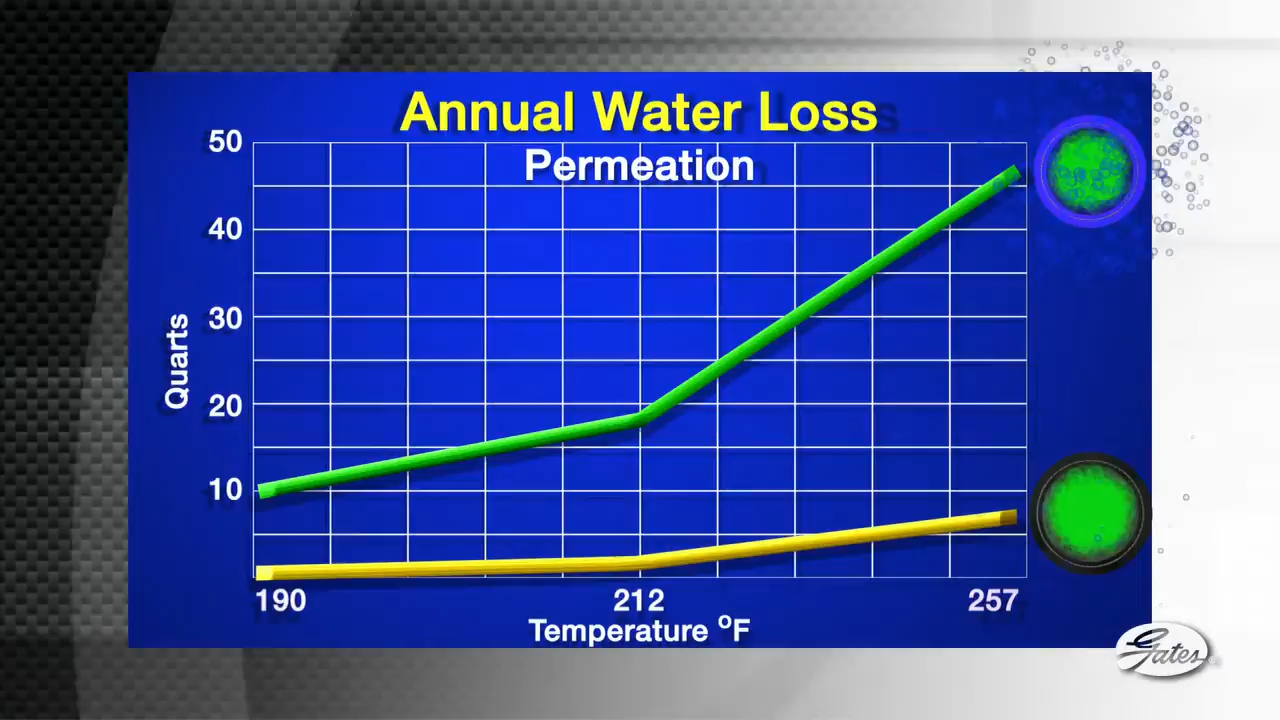 Annual Water Loss
Permeation
50
40
30
20
10
Quarts
190 212 257
Temperature °F
Gates